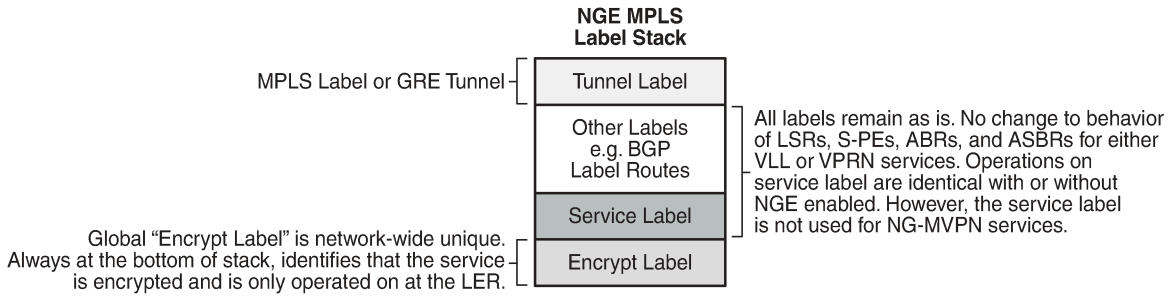 NGE MPLS
Label Stack
MPLS Label or GRE Tunnel
Tunnel Label
Other Labels
e.g. BGP
Label Routes
All labels remain as is. No change to behavior
of LSRs, S-PEs, ABRs, and ASBRs for either
VLL or VPRN services. Operations on
service label are identical with or without
NGE enabled. However, the service label
is not used for NG-MVPN services.
Service Label
Global “Encrypt Label” is network-wide unique.
Always at the bottom of stack, identifies that the service
is encrypted and is only operated on at the LER.
Encrypt Label